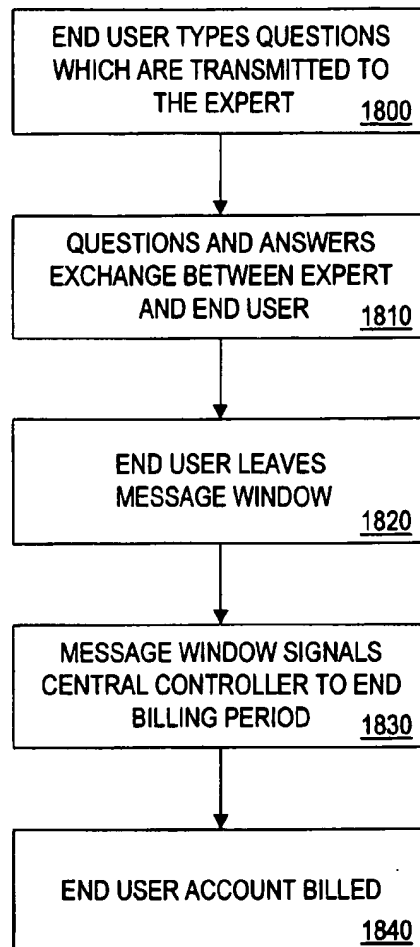 END USER TYPES QUESTIONS
WHICH ARE TRANSMITTED TO
THE EXPERT
1800
QUESTIONS AND ANSWERS
EXCHANGE BETWEEN EXPERT
AND END USER
1810
END USER LEAVES
MESSAGE WINDOW
1820
MESSAGE WINDOW SIGNALS
CENTRAL CONTROLLER TO END
BILLING PERIOD
1830
END USER ACCOUNT BILLED
1840